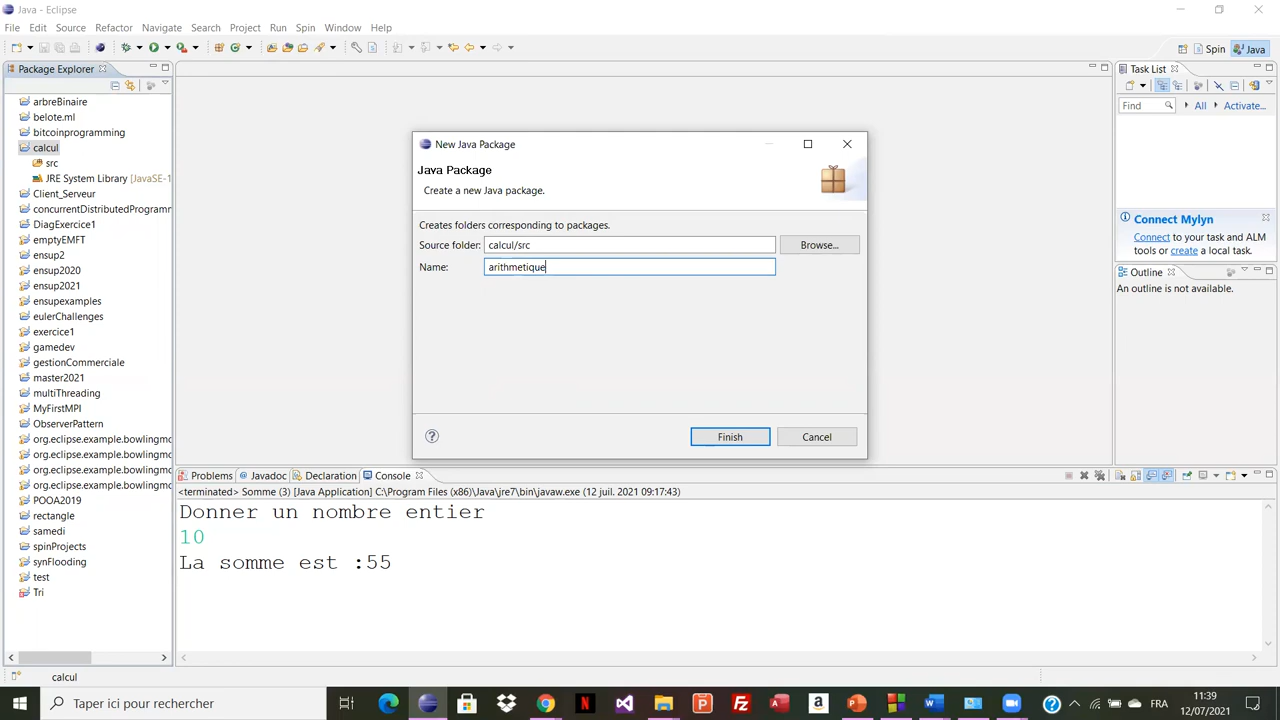 Java - Eclipse
File Edit Source Refactor Navigate Search Project Run Spin Window Help
Spin Java
Package Explorer
arbreBinaire
belote.ml
bitcoinprogramming
calcul
src
JRE System Library [JavaSE-1
Client_Serveur
concurrentDistributedProgramm
DiagExercice1
emptyEMFT
ensup2
ensup2020
ensup2021
ensupexamples
eulerChallenges
exercice1
gamedev
gestionCommerciale
master2021
multiThreading
MyFirstMPI
ObserverPattern
org.eclipse.example.bowlingmo
org.eclipse.example.bowlingmo
org.eclipse.example.bowlingmo
org.eclipse.example.bowlingmo
POOA2019
rectangle
samedi
spinProjects
synFlooding
test
Tri
New Java Package
Java Package
Create a new Java package.
Creates folders corresponding to packages.
Source folder: calcul/src Browse...
Name: arithmetique
Finish Cancel
Task List
Find All Activate...
Connect Mylyn
Connect to your task and ALM
tools or create a local task.
Outline
An outline is not available.
Problems @ Javadoc Declaration Console
<terminated> Somme (3) [Java Application] C:\Program Files (x86)\Java\jre7\bin\javaw.exe (12 juil. 2021 09:17:43)
Donner un nombre entier
10
La somme est :55
calcul
Taper ici pour rechercher
FRA
11:39
12/07/2021